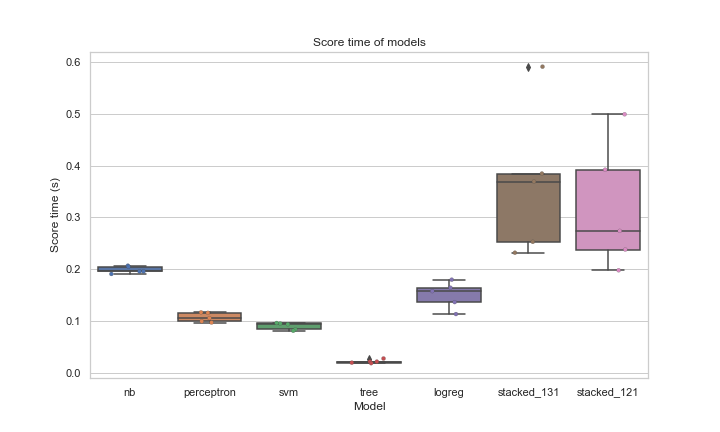 Score time of models
Score time (s)
0.6
0.5
0.4
0.3
0.2
0.1
0.0
nb perceptron svm tree logreg stacked_131 stacked_121
Model